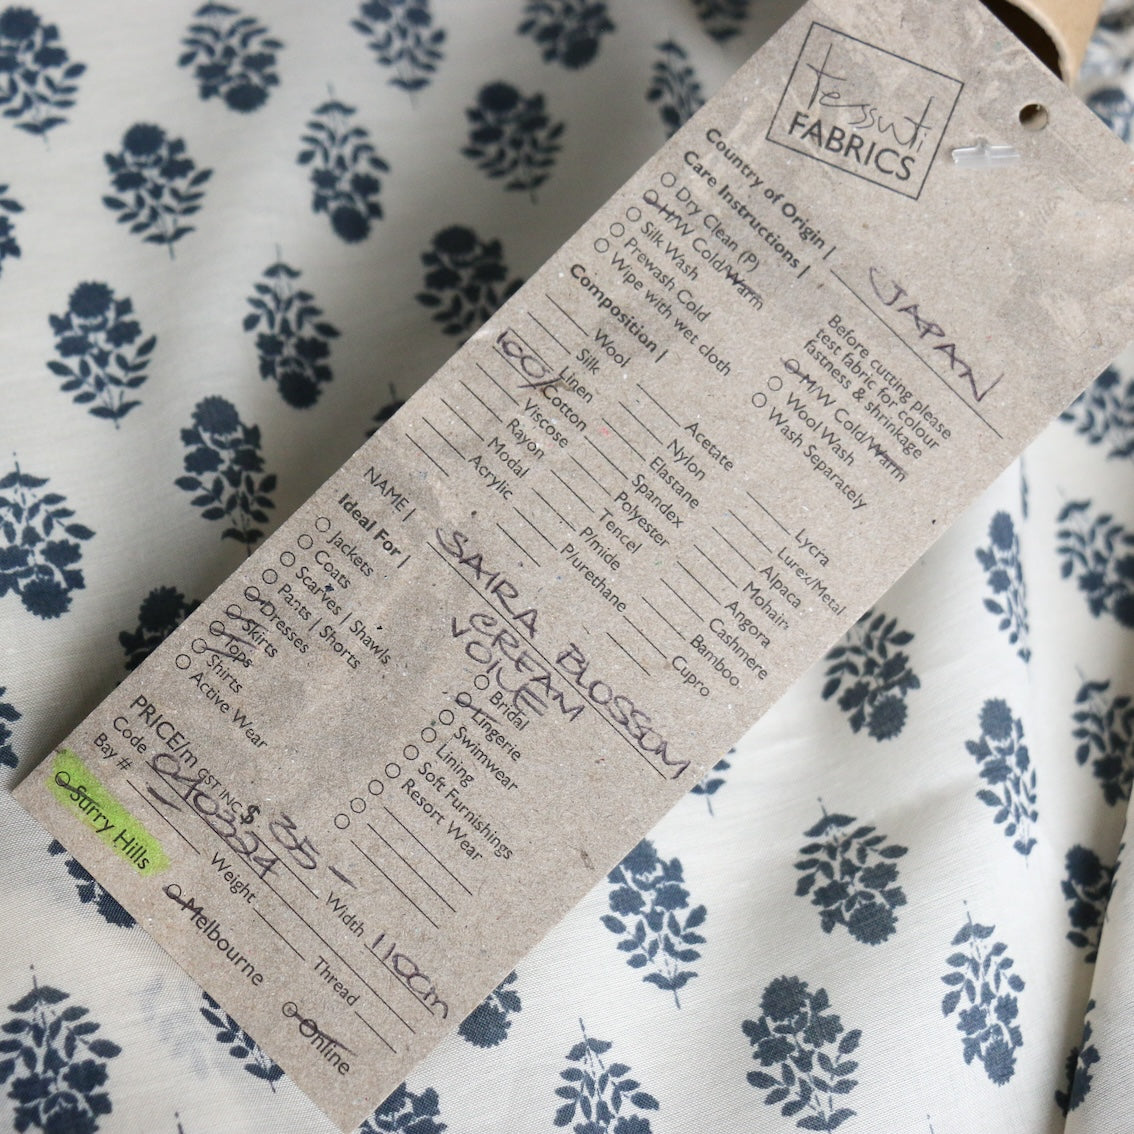 tessuti
FABRICS
Country of Origin | JAPAN
Care Instructions |
Dry Clean (P)
H/W Cold/Warm
Silk Wash
Prewash Cold
Wipe with wet cloth
Before cutting please
test fabric for colour
fastness & shrinkage
M/W Cold/Warm
Wool Wash
Wash Separately
Composition |
Wool
Silk
Linen
100% Cotton
Viscose
Rayon
Modal
Acrylic
Acetate
Nylon
Elastane
Spandex
Polyester
Tencel
P/mide
P/urethane
Lycra
Lurex/Metal
Alpaca
Mohair
Angora
Cashmere
Bamboo
Cupro
NAME | SAIRA BLOSSOM
CREAM
VOILE
Ideal For |
Jackets
Coats
Scarves | Shawls
Pants | Shorts
Dresses
Skirts
Tops
Shirts
Active Wear
Bridal
Lingerie
Swimwear
Lining
Soft Furnishings
Resort Wear
PRICE/m GST INC $ 35-
Code 040224 Width 110cm
Bay # Weight Thread
Surry Hills Melbourne Online